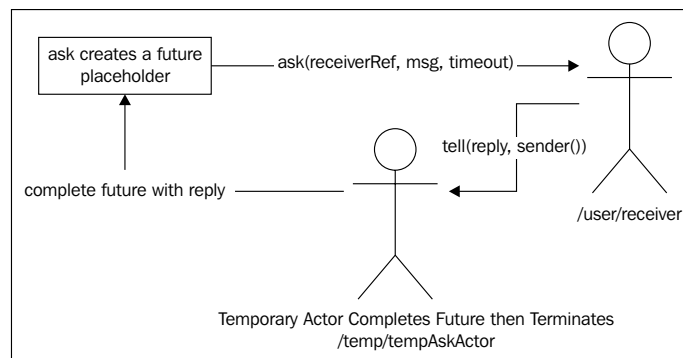 ask creates a future
placeholder
ask(receiverRef, msg, timeout)
tell(reply, sender())
complete future with reply
/user/receiver
Temporary Actor Completes Future then Terminates
/temp/tempAskActor